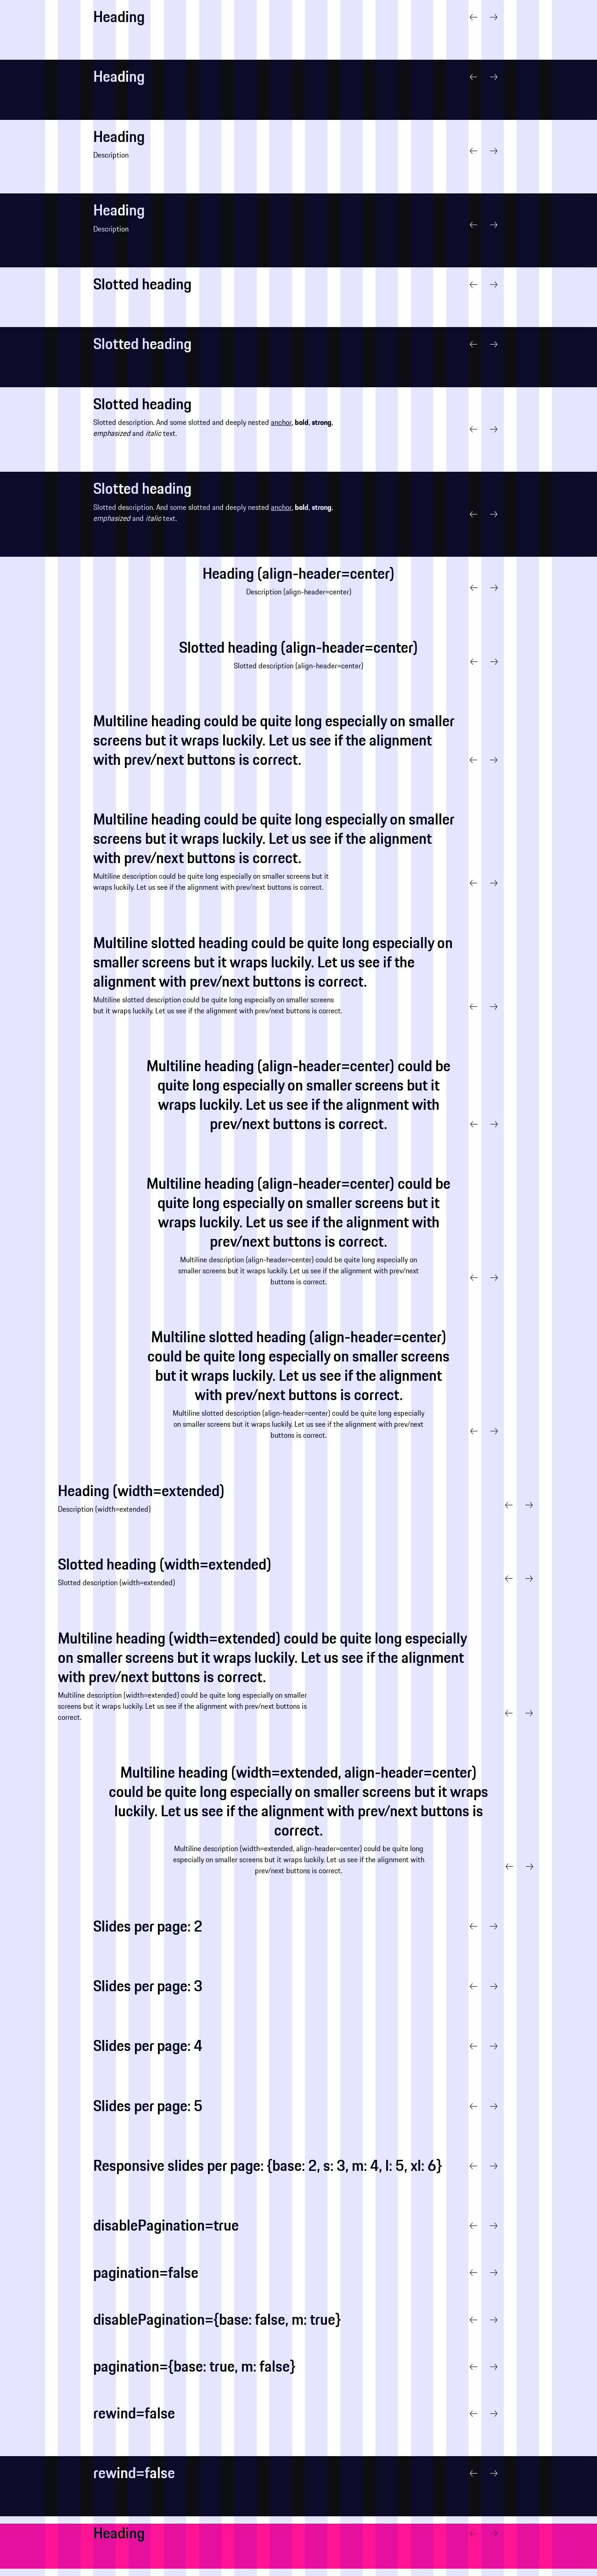 Heading
Heading
Heading
Description
Heading
Description
Slotted heading
Slotted heading
Slotted heading
Slotted description. And some slotted and deeply nested anchor, bold, strong,
emphasized and italic text.
Slotted heading
Slotted description. And some slotted and deeply nested anchor, bold, strong,
emphasized and italic text.
Heading (align-header=center)
Description (align-header=center)
Slotted heading (align-header=center)
Slotted description (align-header=center)
Multiline heading could be quite long especially on smaller
screens but it wraps luckily. Let us see if the alignment
with prev/next buttons is correct.
Multiline heading could be quite long especially on smaller
screens but it wraps luckily. Let us see if the alignment
with prev/next buttons is correct.
Multiline description could be quite long especially on smaller screens but it
wraps luckily. Let us see if the alignment with prev/next buttons is correct.
Multiline slotted heading could be quite long especially on
smaller screens but it wraps luckily. Let us see if the
alignment with prev/next buttons is correct.
Multiline slotted description could be quite long especially on smaller screens
but it wraps luckily. Let us see if the alignment with prev/next buttons is correct.
Multiline heading (align-header=center) could be
quite long especially on smaller screens but it
wraps luckily. Let us see if the alignment with
prev/next buttons is correct.
Multiline heading (align-header=center) could be
quite long especially on smaller screens but it
wraps luckily. Let us see if the alignment with
prev/next buttons is correct.
Multiline description (align-header=center) could be quite long especially on
smaller screens but it wraps luckily. Let us see if the alignment with prev/next
buttons is correct.
Multiline slotted heading (align-header=center)
could be quite long especially on smaller screens
but it wraps luckily. Let us see if the alignment
with prev/next buttons is correct.
Multiline slotted description (align-header=center) could be quite long especially
on smaller screens but it wraps luckily. Let us see if the alignment with prev/next
buttons is correct.
Heading (width=extended)
Description (width=extended)
Slotted heading (width=extended)
Slotted description (width=extended)
Multiline heading (width=extended) could be quite long especially
on smaller screens but it wraps luckily. Let us see if the alignment
with prev/next buttons is correct.
Multiline description (width=extended) could be quite long especially on smaller
screens but it wraps luckily. Let us see if the alignment with prev/next buttons is
correct.
Multiline heading (width=extended, align-header=center)
could be quite long especially on smaller screens but it wraps
luckily. Let us see if the alignment with prev/next buttons is
correct.
Multiline description (width=extended, align-header=center) could be quite long
especially on smaller screens but it wraps luckily. Let us see if the alignment with
prev/next buttons is correct.
Slides per page: 2
Slides per page: 3
Slides per page: 4
Slides per page: 5
Responsive slides per page: {base: 2, s: 3, m: 4, l: 5, xl: 6}
disablePagination=true
pagination=false
disablePagination={base: false, m: true}
pagination={base: true, m: false}
rewind=false
rewind=false
Heading